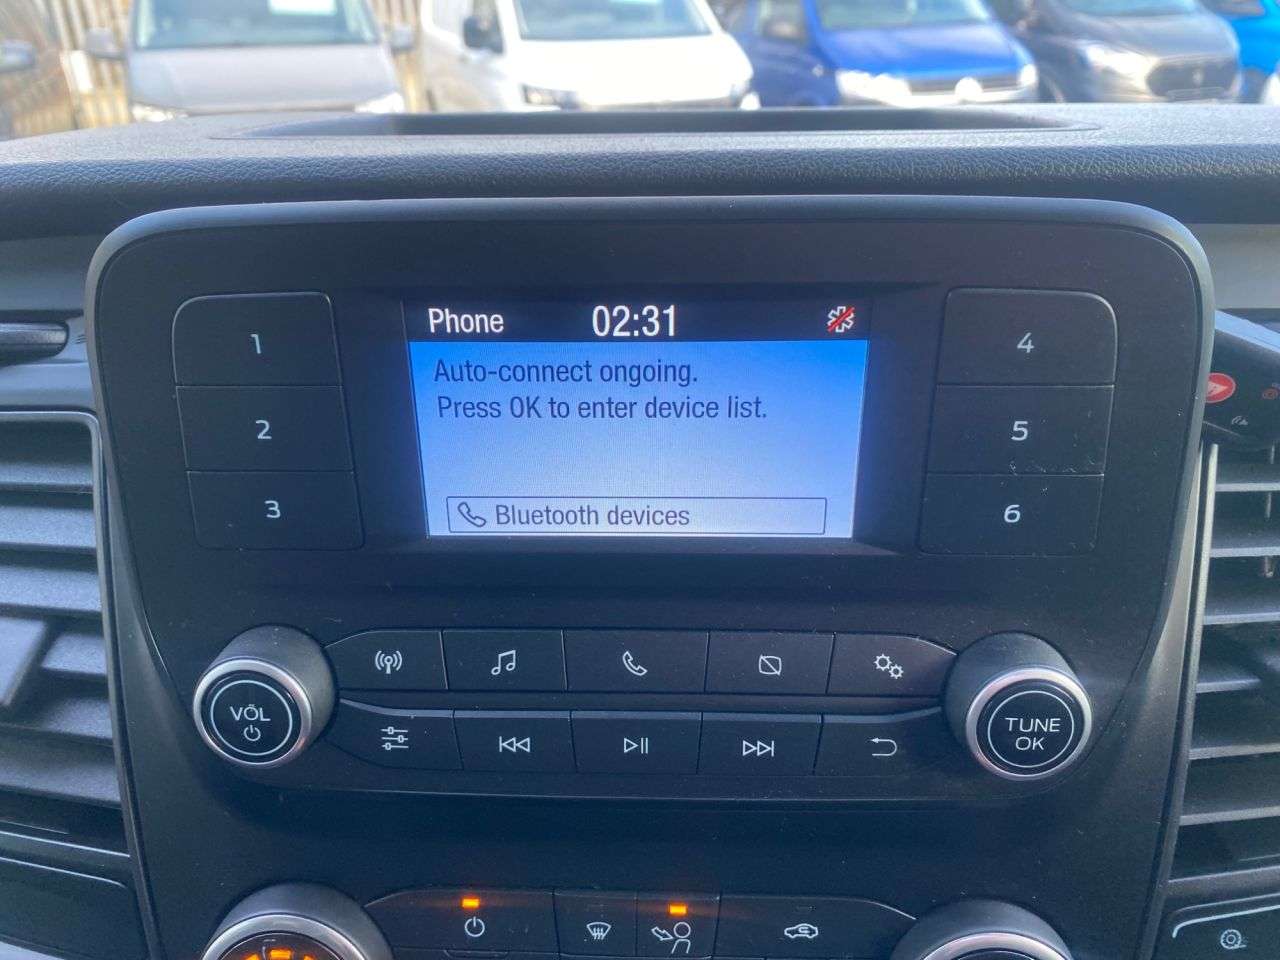 Phone 02:31
Auto-connect ongoing.
Press OK to enter device list.
Bluetooth devices
1
2
3
4
5
6
VOL
TUNE
OK